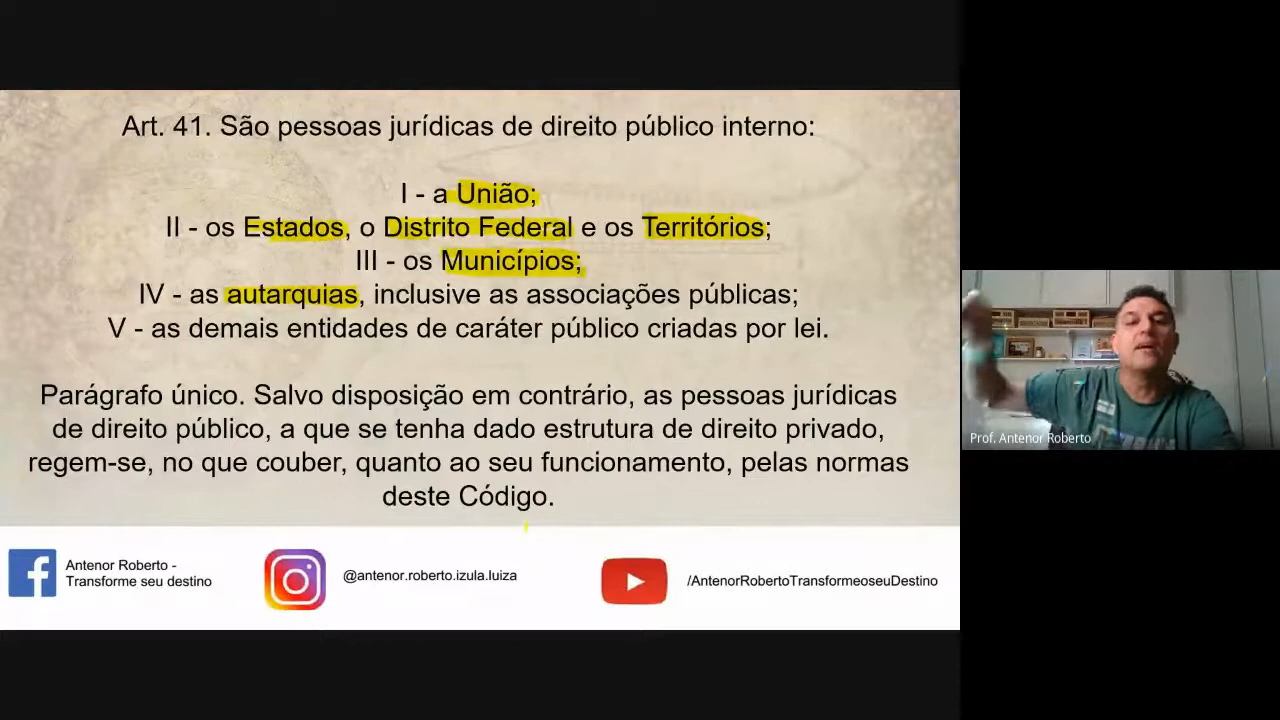 Art. 41. São pessoas jurídicas de direito público interno:
I - a União;
II - os Estados, o Distrito Federal e os Territórios;
III - os Municípios;
IV - as autarquias, inclusive as associações públicas;
V - as demais entidades de caráter público criadas por lei.
Parágrafo único. Salvo disposição em contrário, as pessoas jurídicas
de direito público, a que se tenha dado estrutura de direito privado,
regem-se, no que couber, quanto ao seu funcionamento, pelas normas
deste Código.
Antenor Roberto -
Transforme seu destino
@antenor.roberto.izula.luiza
/AntenorRobertoTransformeoseuDestino
Prof. Antenor Roberto